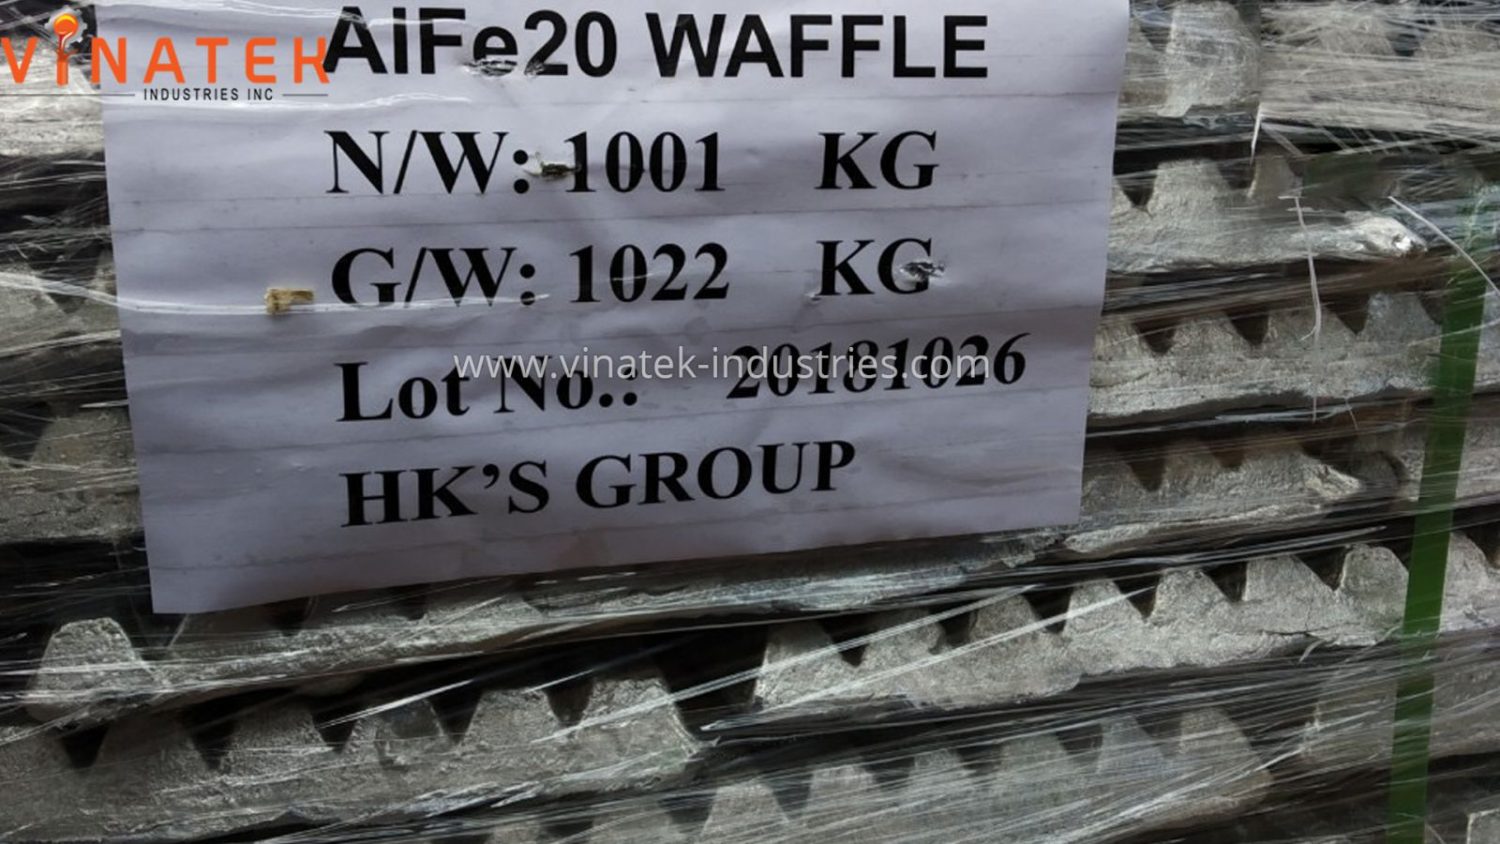 VINATEK
INDUSTRIES INC
AlFe20 WAFFLE
N/W: 1001 KG
G/W: 1022 KG
www.vinatek-industries.com
Lot No.: 20181026
HK'S GROUP